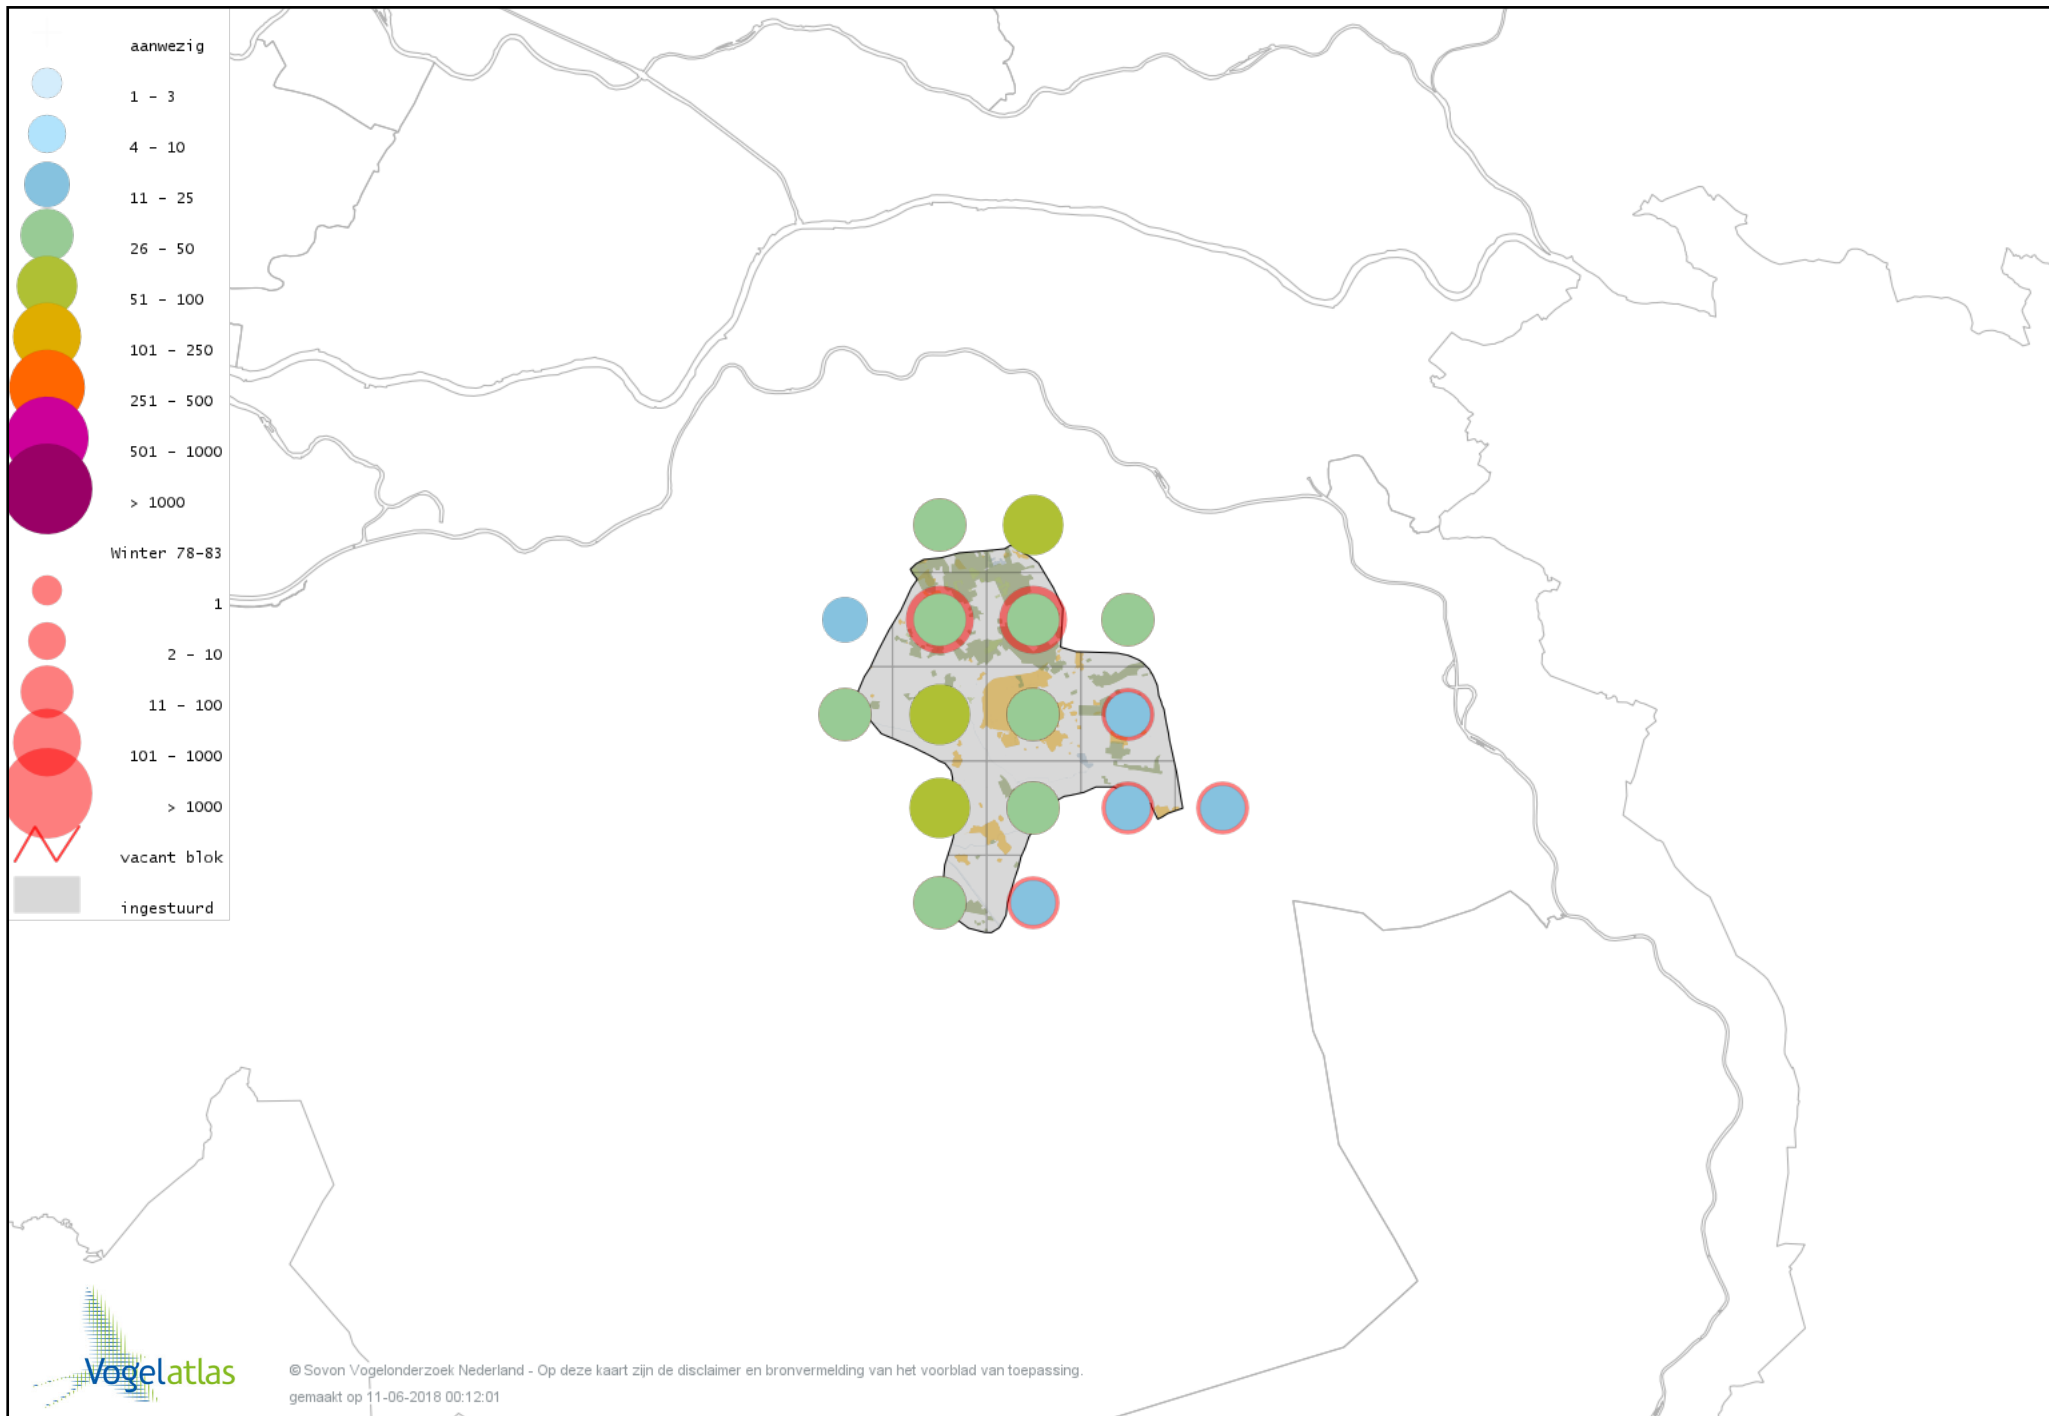 aanwezig
1 - 3
4 - 10
11 - 25
26 - 50
51 - 100
101 - 250
251 - 500
501 - 1000
> 1000
Winter 78-83
1
2 - 10
11 - 100
101 - 1000
> 1000
vacant blok
ingestuurd
Vogelatlas
© Sovon Vogelonderzoek Nederland - Op deze kaart zijn de disclaimer en bronvermelding van het voorblad van toepassing.
gemaakt op 11-06-2018 00:12:01